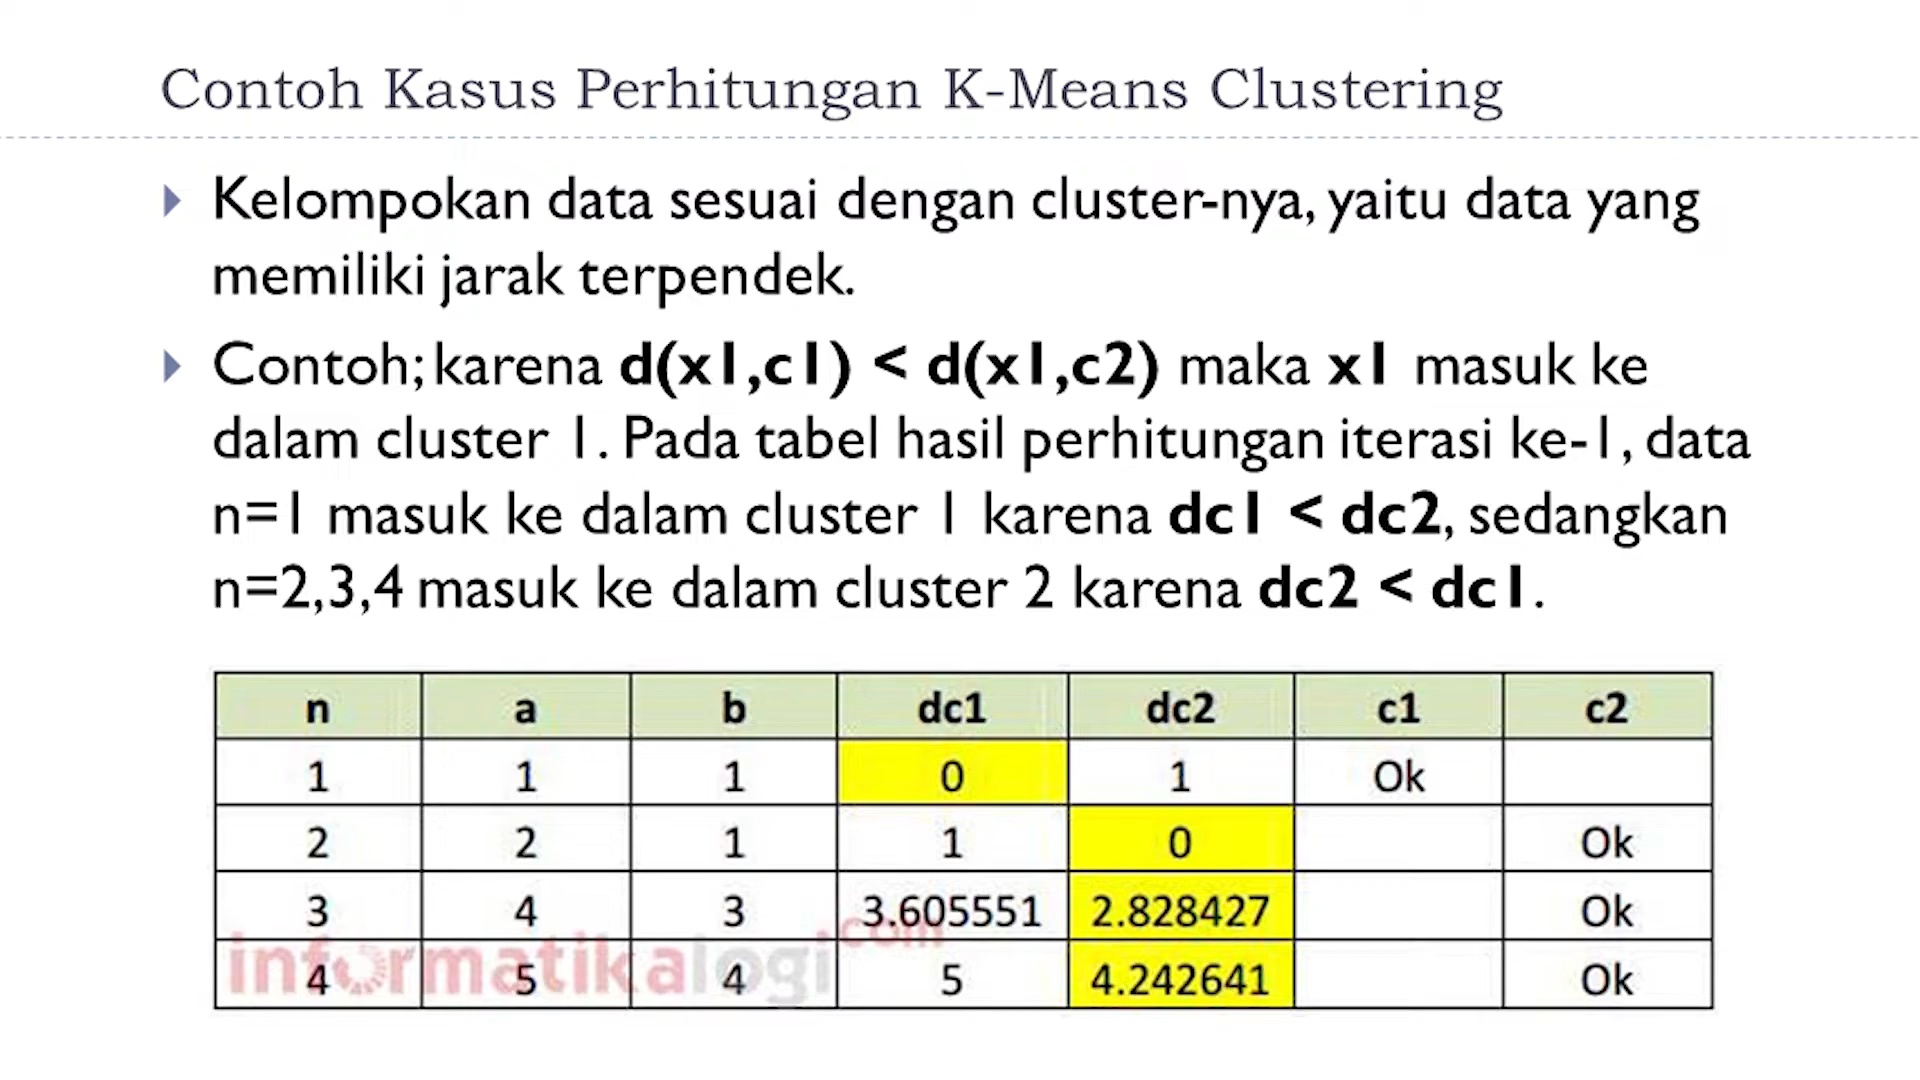 Contoh Kasus Perhitungan K-Means Clustering
Kelompokan data sesuai dengan cluster-nya, yaitu data yang
memiliki jarak terpendek.
Contoh; karena d(x1,c1) < d(x1,c2) maka x1 masuk ke
dalam cluster 1. Pada tabel hasil perhitungan iterasi ke-1, data
n=1 masuk ke dalam cluster 1 karena dc1 < dc2, sedangkan
n=2,3,4 masuk ke dalam cluster 2 karena dc2 < dc1.
n a b dc1 dc2 c1 c2
1 1 1 0 1 Ok
2 2 1 1 0 Ok
3 4 3 3.605551 2.828427 Ok
4 5 4 5 4.242641 Ok
informatikalogi.com